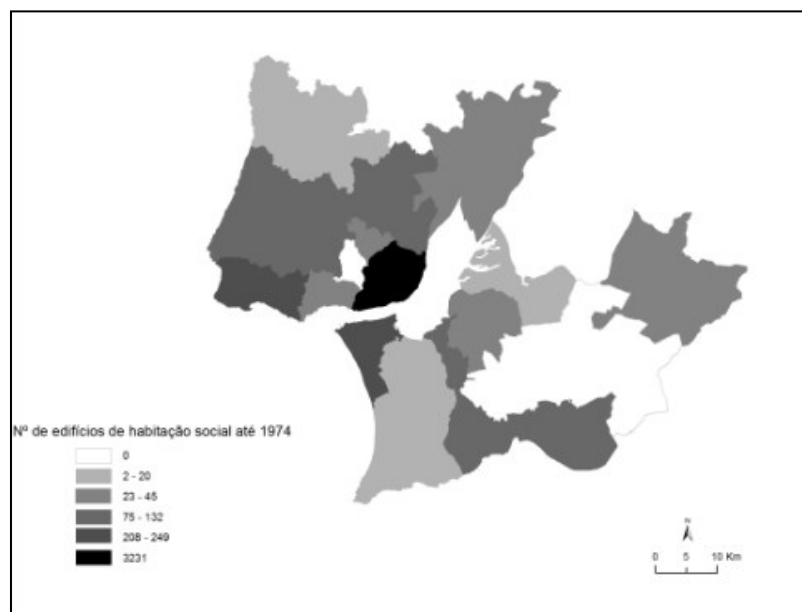 Nº de edifícios de habitação social até 1974
0
2 - 20
23 - 45
75 - 132
208 - 249
3231
N
0 5 10 Km